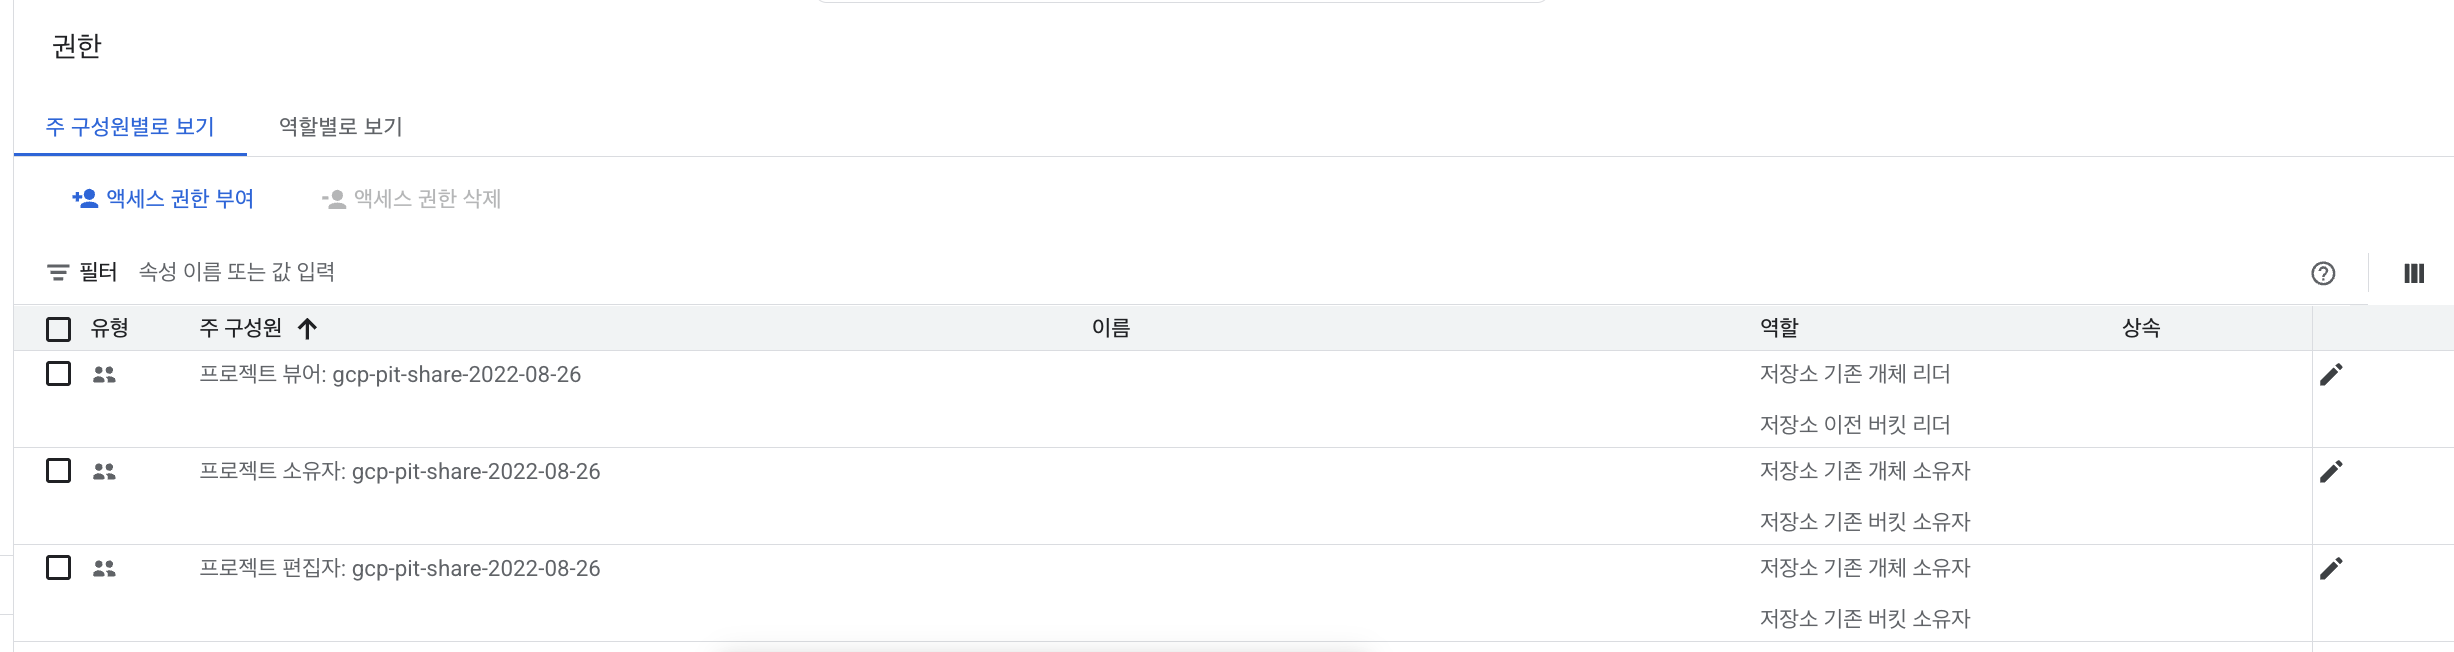 권한
주 구성원별로 보기 역할별로 보기
액세스 권한 부여 액세스 권한 삭제
필터 속성 이름 또는 값 입력
유형 주 구성원 이름 역할 상속
프로젝트 뷰어: gcp-pit-share-2022-08-26 저장소 기존 개체 리더
저장소 이전 버킷 리더
프로젝트 소유자: gcp-pit-share-2022-08-26 저장소 기존 개체 소유자
저장소 기존 버킷 소유자
프로젝트 편집자: gcp-pit-share-2022-08-26 저장소 기존 개체 소유자
저장소 기존 버킷 소유자